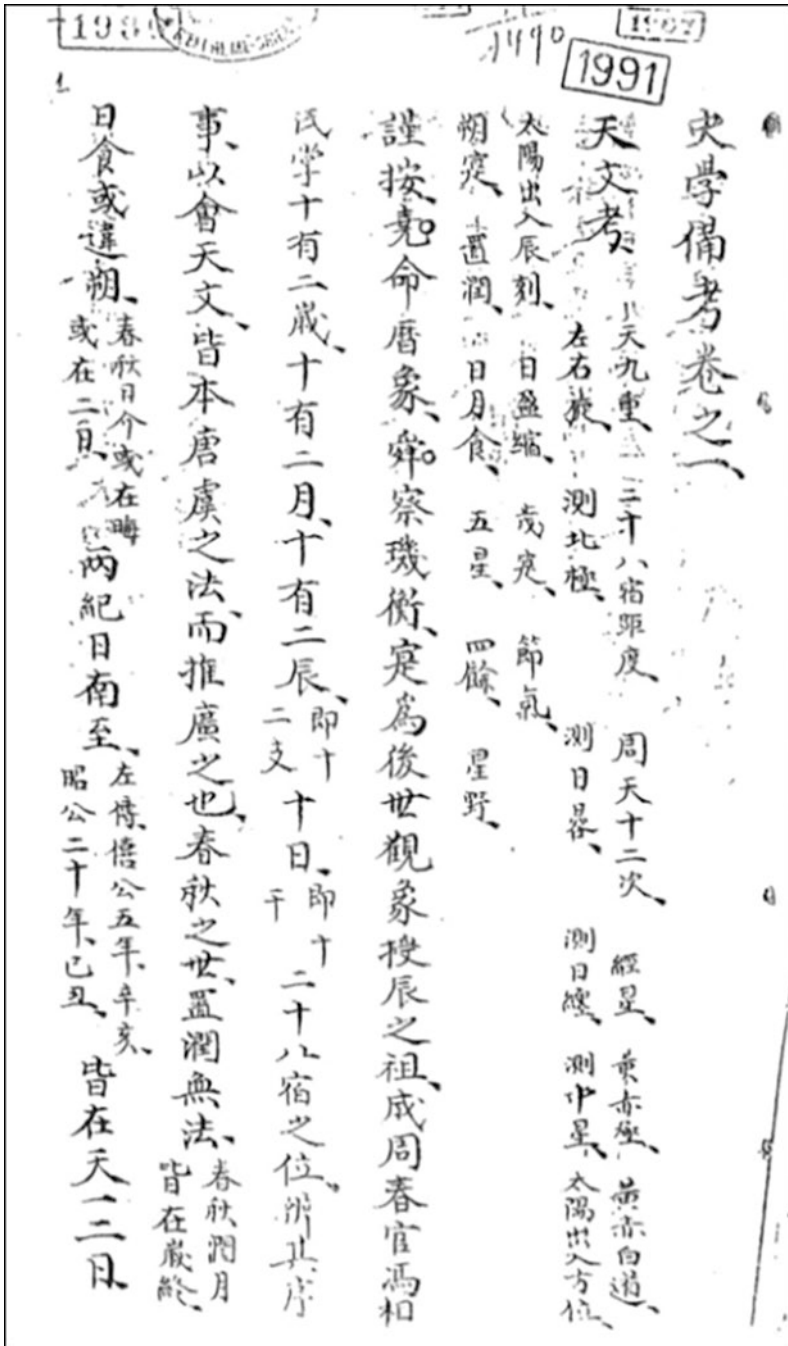 1991
1990
1
史學備考卷之一
天文考 天九重 二十八宿距度 周天十二次 經星 黃赤極 黃赤白道
左右旋 測北極 測日晷 測日纏 測中星 太陽出入方位
太陽出入辰刻 日盈縮 歲寔 節氣
朔寔 置潤 日月食 五星 四餘 星野
謹按堯命曆象舜察璣衡寔爲後世觀象授辰之祖成周春官馮相
氏掌十有二歲十有二月十有二辰即十二支十日即十干二十八宿之位辨其序
事以會天文皆本唐虞之法而推廣之也春秋之世置潤無法春秋潤月皆在歲終
日食或違朔春秋日介或在晦或在二日兩紀日南至左傳僖公五年辛亥昭公二十年己丑皆在天一二日